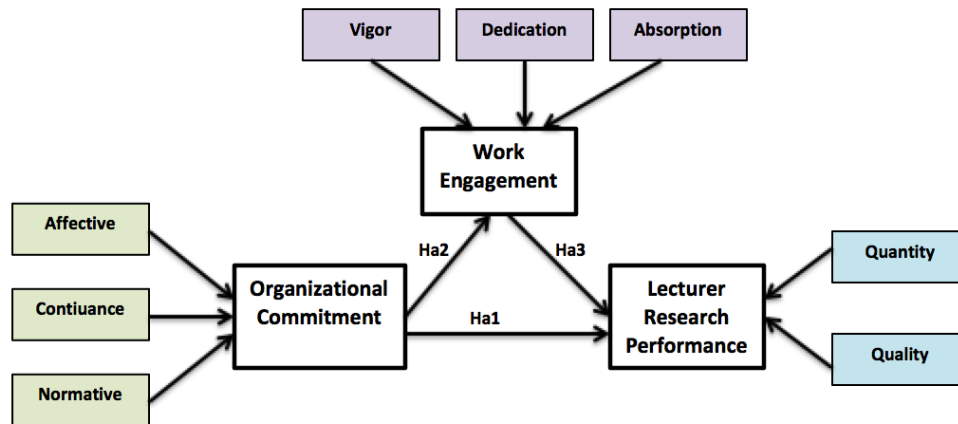 Vigor
Dedication
Absorption
Work
Engagement
Affective
Contiuance
Normative
Organizational
Commitment
Ha2
Ha3
Ha1
Lecturer
Research
Performance
Quantity
Quality